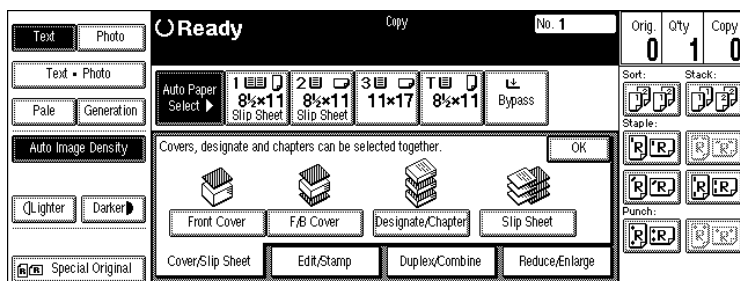 Text Photo
Text • Photo
Pale Generation
Auto Image Density
Lighter Darker
Special Original
Ready
Copy
No. 1
Auto Paper Select
1 8½×11 Slip Sheet
2 8½×11 Slip Sheet
3 11×17
T 8½×11
Bypass
Covers, designate and chapters can be selected together.
OK
Front Cover F/B Cover Designate/Chapter Slip Sheet
Cover/Slip Sheet Edit/Stamp Duplex/Combine Reduce/Enlarge
Orig. Q'ty Copy
0 1 0
Sort: Stack:
Staple:
Punch: